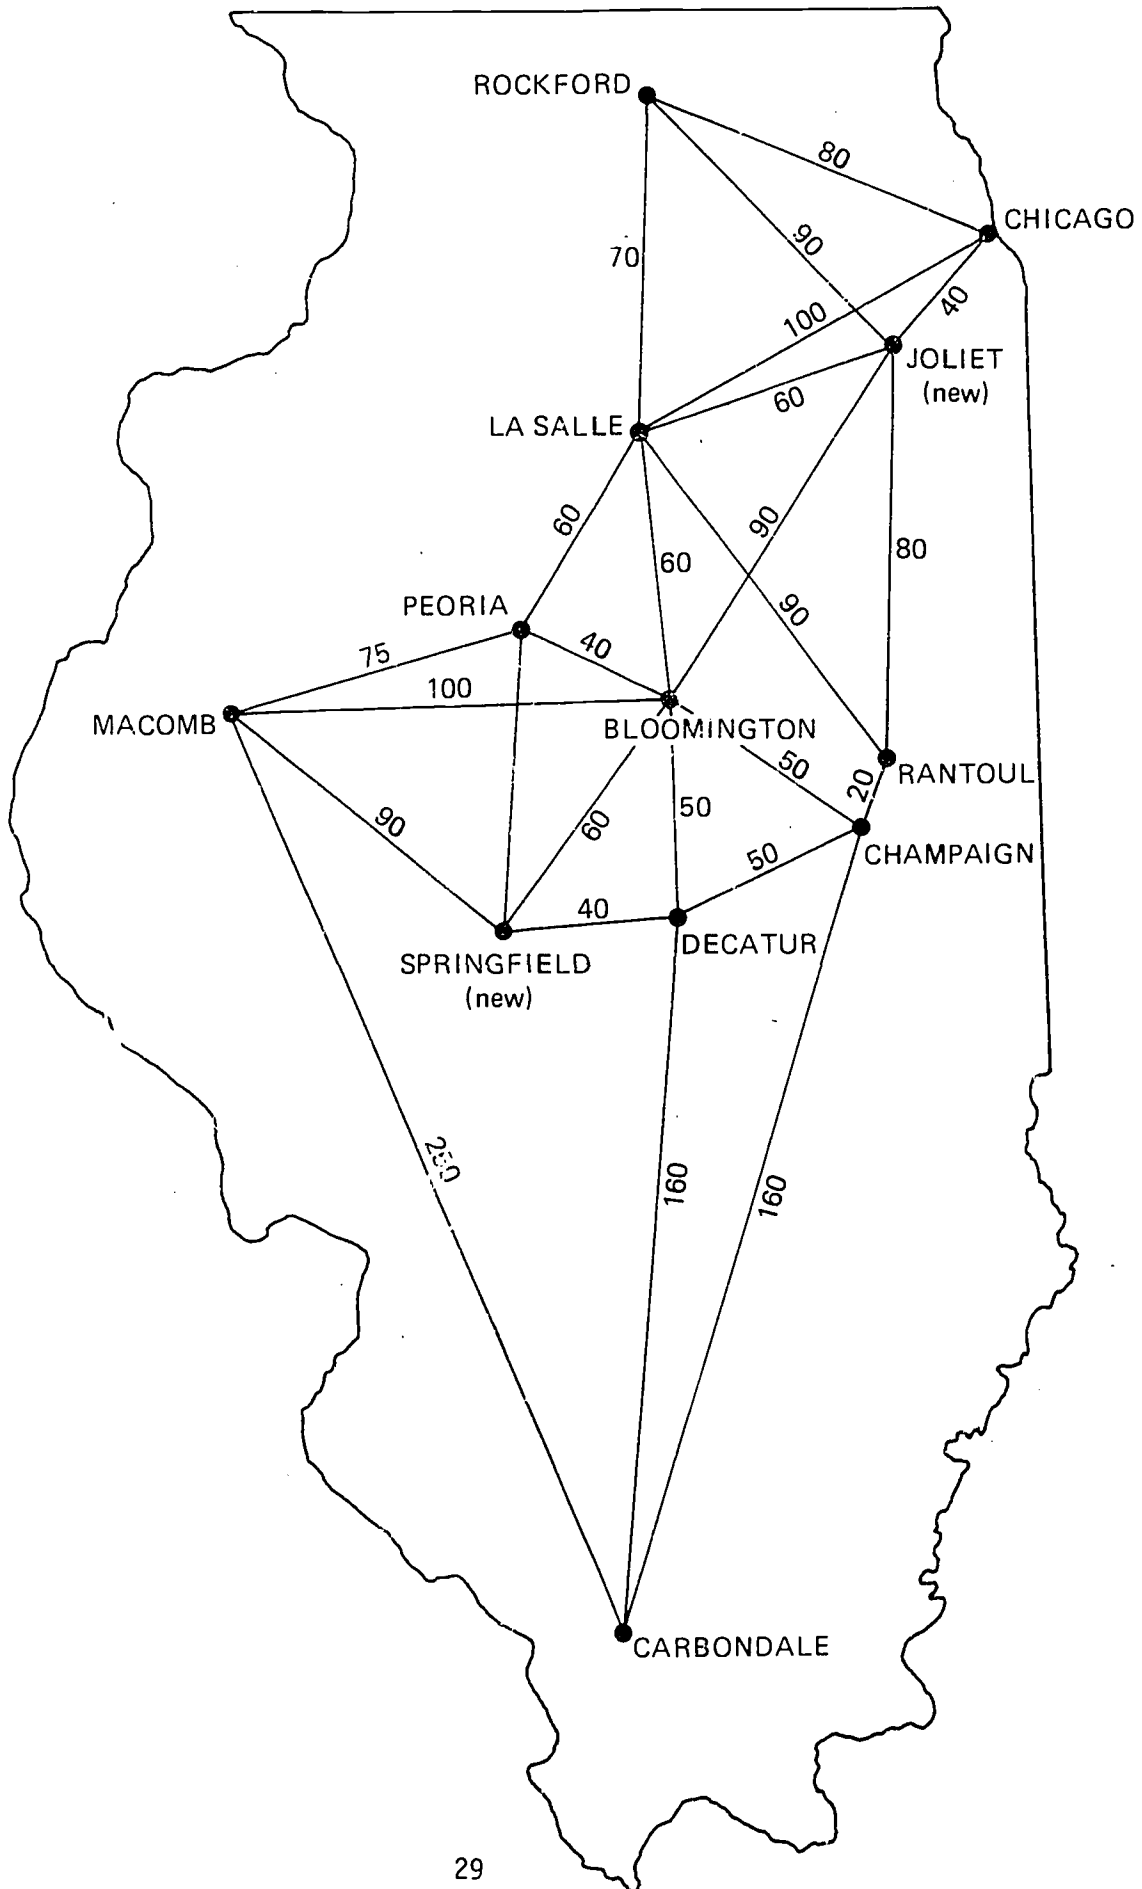 ROCKFORD
80
CHICAGO
90
70
40
100
JOLIET
(new)
60
LA SALLE
60
90
80
60
PEORIA
90
40
75
100
MACOMB
BLOOMINGTON
50
RANTOUL
20
50
90
60
50
CHAMPAIGN
40
DECATUR
SPRINGFIELD
(new)
160
160
CARBONDALE
29